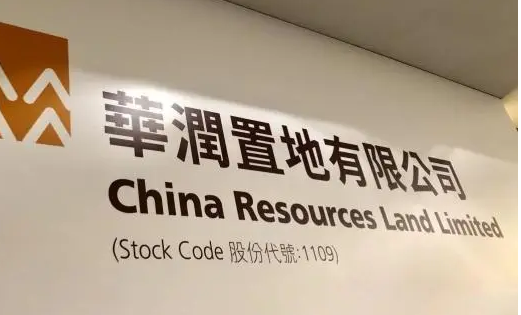 華潤置地有限公司
China Resources Land Limited
(Stock Code 股份代號:1109)